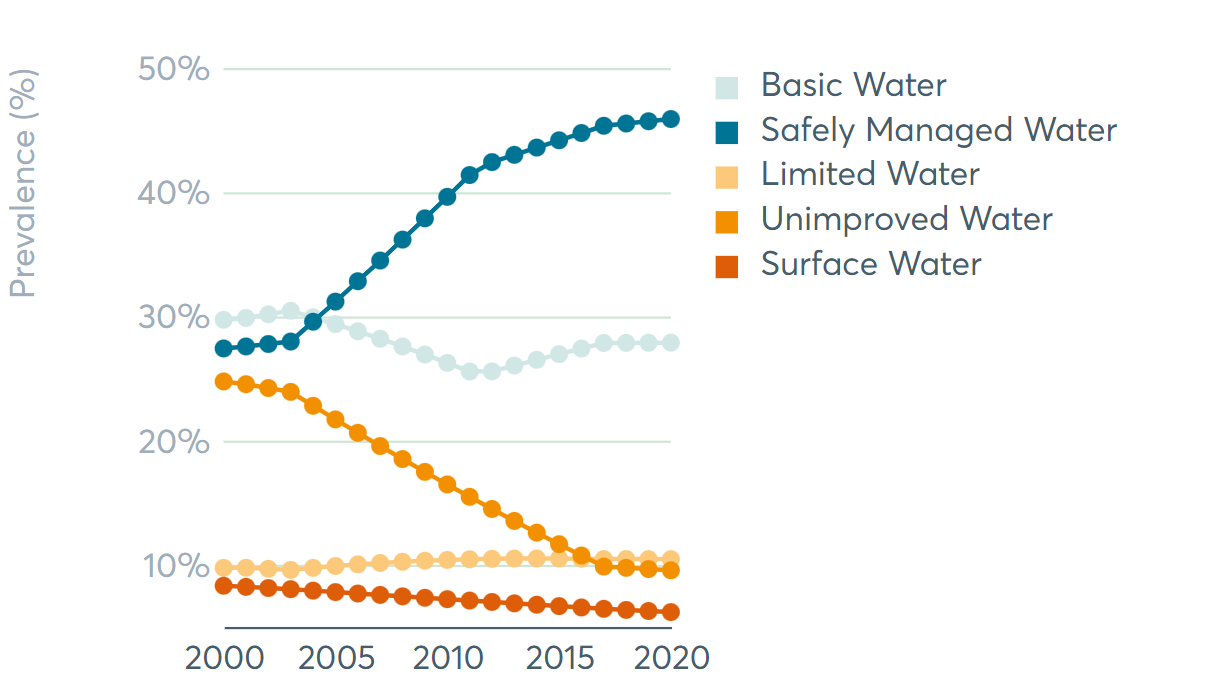 Prevalence (%)
50%
40%
30%
20%
10%
2000 2005 2010 2015 2020
Basic Water
Safely Managed Water
Limited Water
Unimproved Water
Surface Water